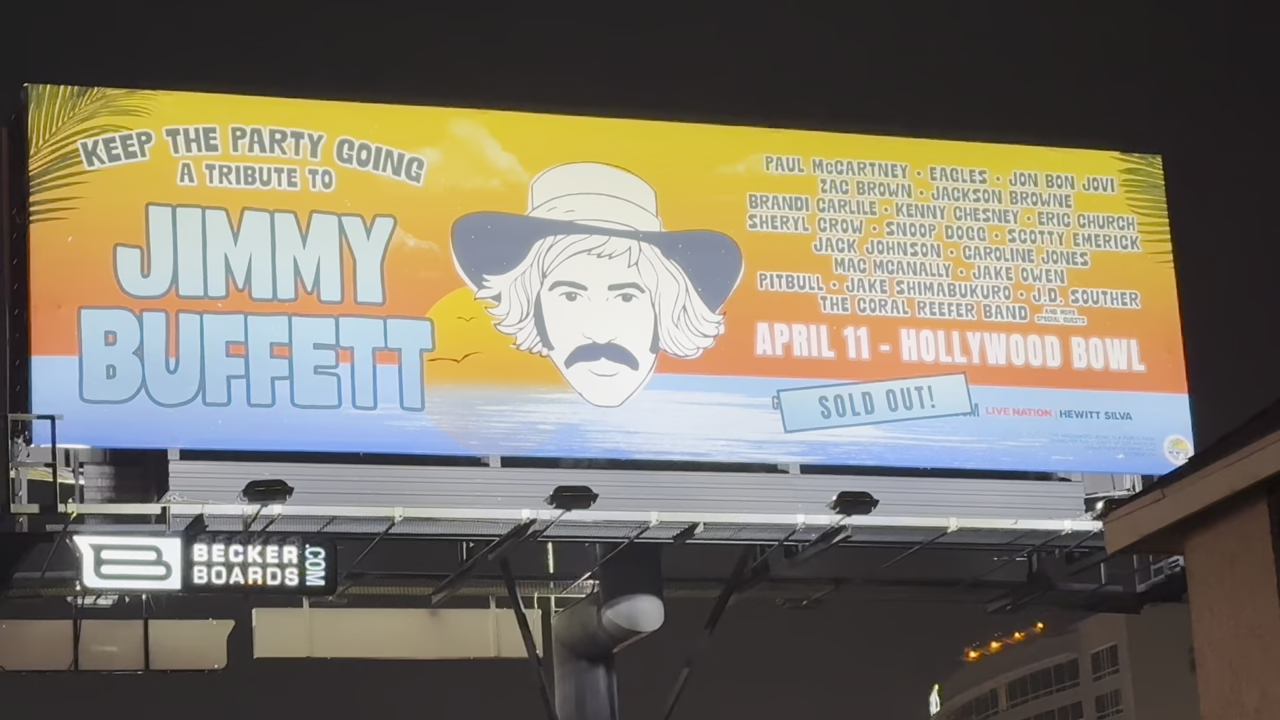 KEEP THE PARTY GOING
A TRIBUTE TO
JIMMY
BUFFETT
PAUL McCARTNEY · EAGLES · JON BON JOVI
ZAC BROWN · JACKSON BROWNE
BRANDI CARLILE · KENNY CHESNEY · ERIC CHURCH
SHERYL CROW · SNOOP DOGG · SCOTTY EMERICK
JACK JOHNSON · CAROLINE JONES
MAC MCANALLY · JAKE OWEN
PITBULL · JAKE SHIMABUKURO · J.D. SOUTHER
THE CORAL REEFER BAND AND MORE SPECIAL GUESTS
APRIL 11 - HOLLYWOOD BOWL
SOLD OUT!
LIVE NATION | HEWITT SILVA
B BECKER
BOARDS
.COM